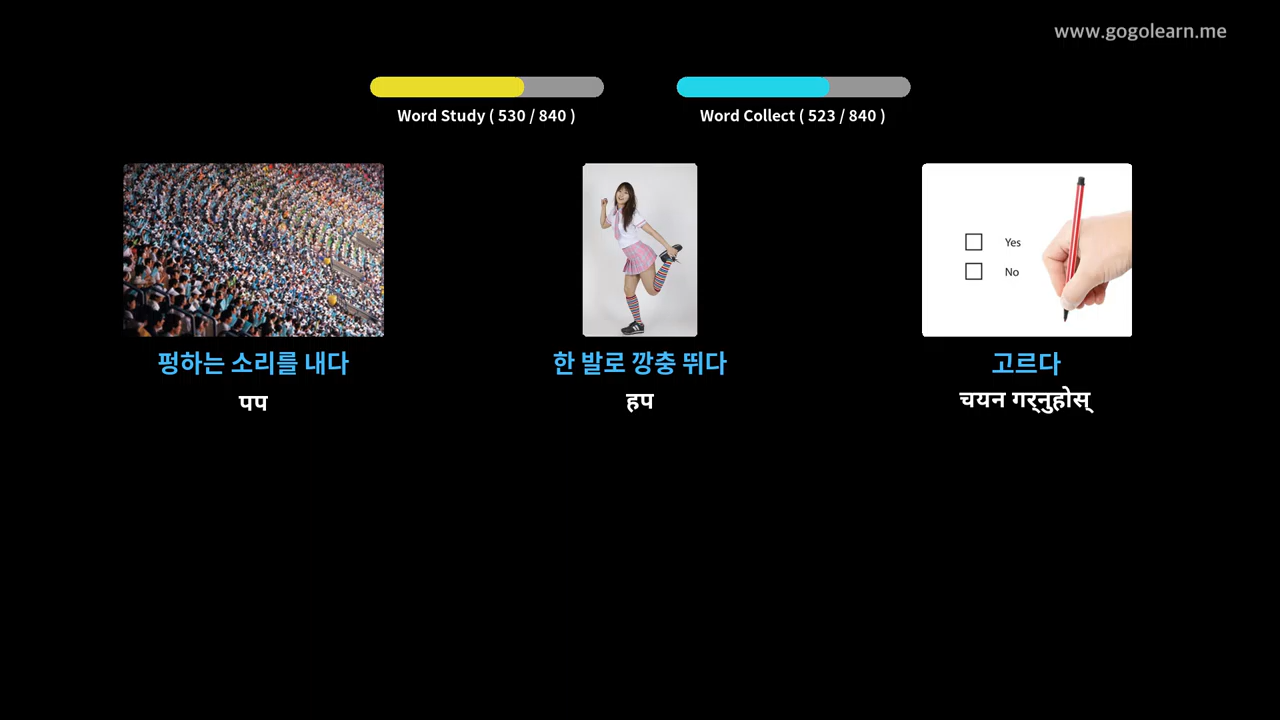 www.gogolearn.me
Word Study ( 530 / 840 )
Word Collect ( 523 / 840 )
Yes
No
펑하는 소리를 내다
한 발로 깡충 뛰다
고르다
पप
हप
चयन गर्नुहोस्